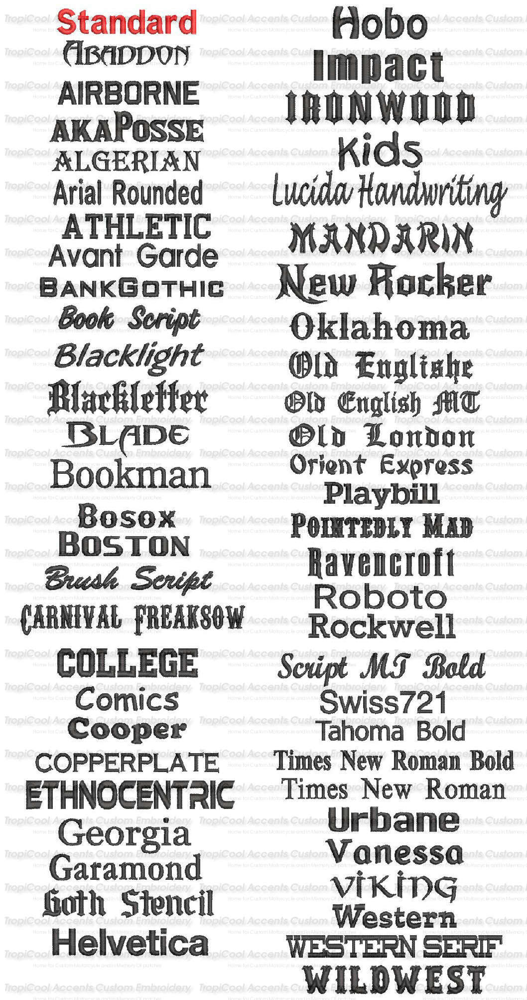 Standard
ABADDON
AIRBORNE
AKAPOSSE
ALGERIAN
Arial Rounded
ATHLETIC
Avant Garde
BANKGOTHIC
Book Script
Blacklight
Blackletter
BLADE
Bookman
BOSOX
BOSTON
Brush Script
CARNIVAL FREAKSOW
COLLEGE
Comics
Cooper
COPPERPLATE
ETHNOCENTRIC
Georgia
Garamond
Goth Stencil
Helvetica
Hobo
Impact
IRONWOOD
Kids
Lucida Handwriting
MANDARIN
New Rocker
Oklahoma
Old Englishe
Old English MT
Old London
Orient Express
Playbill
POINTEDLY MAD
Ravencroft
Roboto
Rockwell
Script MT Bold
Swiss721
Tahoma Bold
Times New Roman Bold
Times New Roman
Urbane
Vanessa
VIKING
Western
WESTERN SERIF
WILDWEST
TropiCool Accents Custom Embroidery
Home for Custom Motorcycle and In Memory Of patches